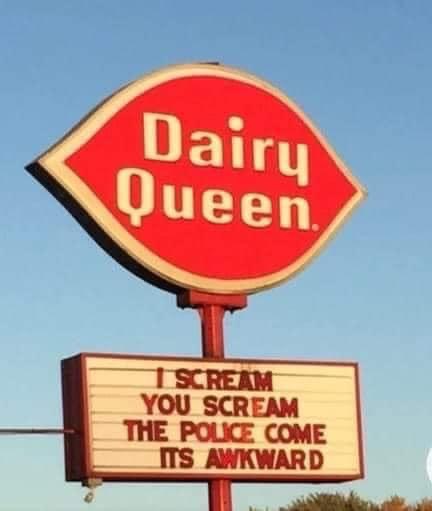 Dairy
Queen.
I SCREAM
YOU SCREAM
THE POLICE COME
ITS AWKWARD